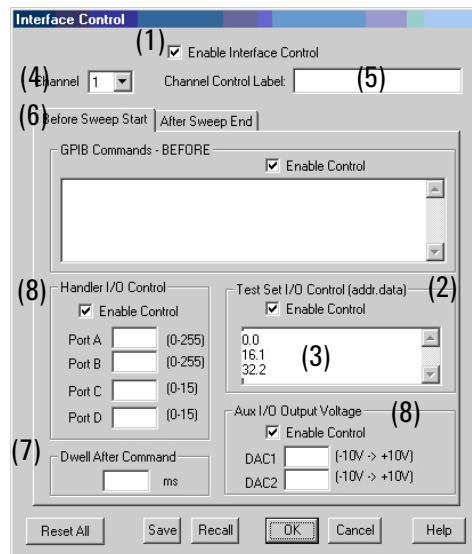 Interface Control
(1) Enable Interface Control
(4) Channel 1 Channel Control Label: (5)
(6) Before Sweep Start After Sweep End
GPIB Commands - BEFORE
Enable Control
(8) Handler I/O Control
Enable Control
Port A (0-255)
Port B (0-255)
Port C (0-15)
Port D (0-15)
Test Set I/O Control (addr.data) (2)
Enable Control
0.0
16.1
32.2
(3)
(7) Dwell After Command
ms
Aux I/O Output Voltage (8)
Enable Control
DAC1 (-10V -> +10V)
DAC2 (-10V -> +10V)
Reset All Save Recall OK Cancel Help